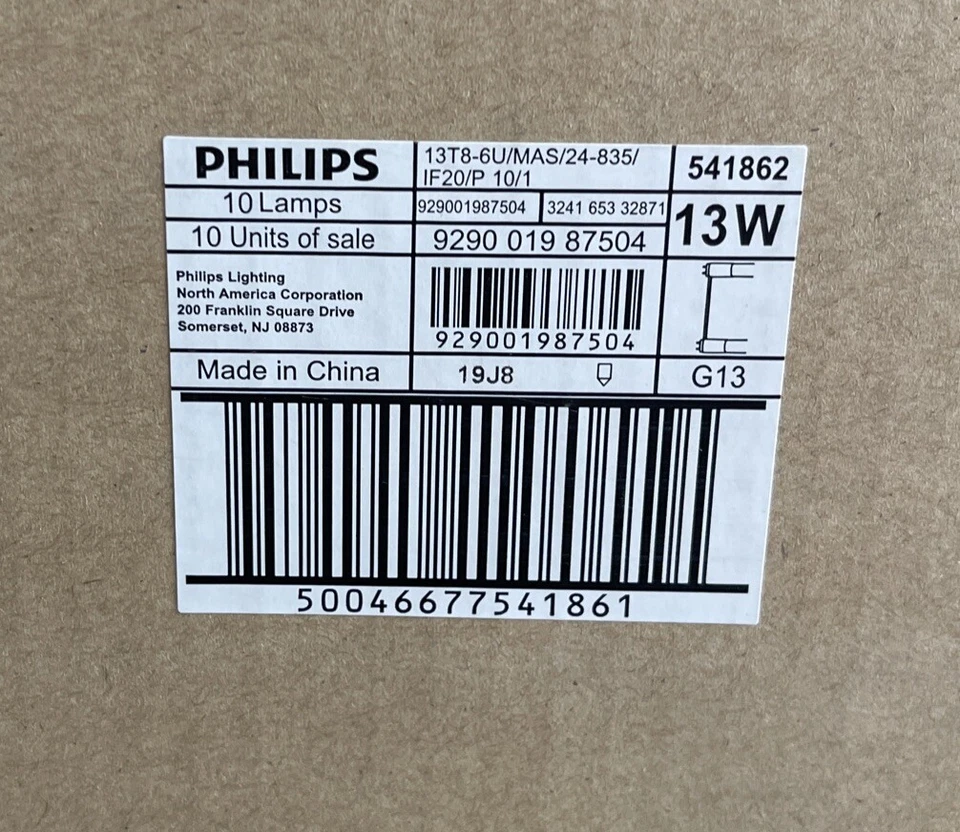 PHILIPS
13T8-6U/MAS/24-835/
IF20/P 10/1
541862
10 Lamps
929001987504
3241 653 32871
13W
10 Units of sale
9290 019 87504
Philips Lighting
North America Corporation
200 Franklin Square Drive
Somerset, NJ 08873
929001987504
Made in China
19J8
G13
50046677541861